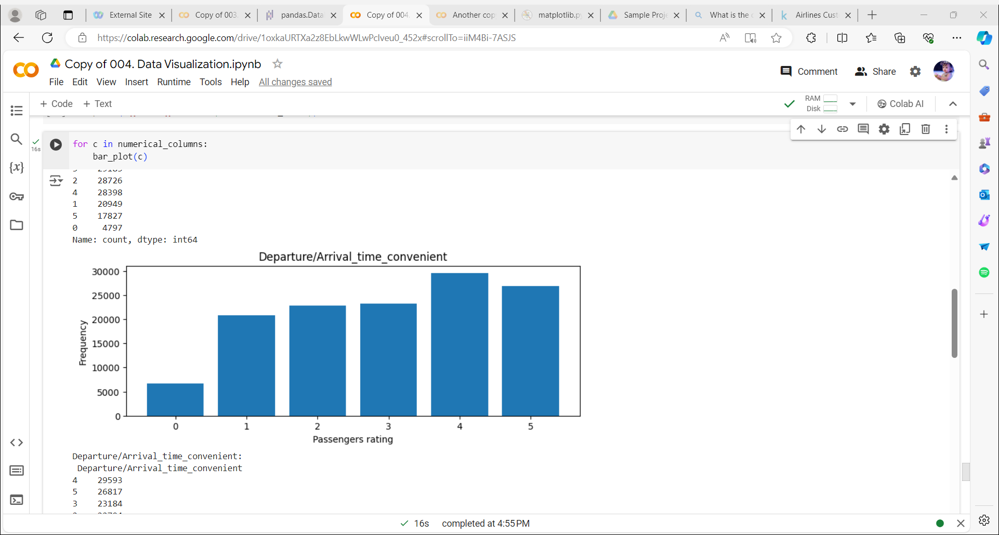 External Site
Copy of 003.
pandas.Data
Copy of 004.
Another cop
matplotlib.p
Sample Proje
What is the
Airlines Cust
https://colab.research.google.com/drive/1oxkaURTXa2z8EbLkwWLwPclveu0_452x#scrollTo=iiM4Bi-7ASJS
Copy of 004. Data Visualization.ipynb
File Edit View Insert Runtime Tools Help All changes saved
Comment
Share
+ Code + Text
RAM
Disk
Colab AI
16s
for c in numerical_columns:
bar_plot(c)
2 28726
4 28398
1 20949
5 17827
0 4797
Name: count, dtype: int64
Departure/Arrival_time_convenient
30000
25000
20000
15000
10000
5000
0
Frequency
0 1 2 3 4 5
Passengers rating
Departure/Arrival_time_convenient:
Departure/Arrival_time_convenient
4 29593
5 26817
3 23184
16s completed at 4:55 PM